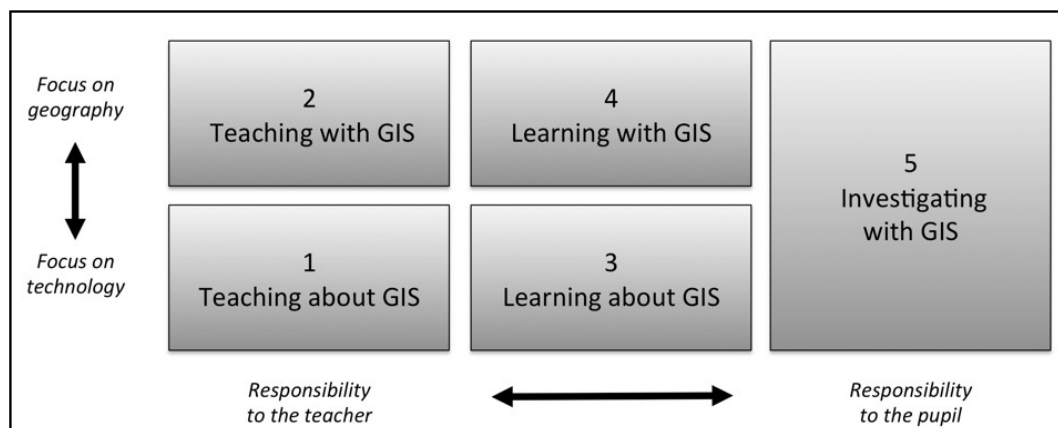 Focus on
geography
2
Teaching with GIS
4
Learning with GIS
5
Investigating
with GIS
Focus on
technology
1
Teaching about GIS
3
Learning about GIS
Responsibility
to the teacher
Responsibility
to the pupil